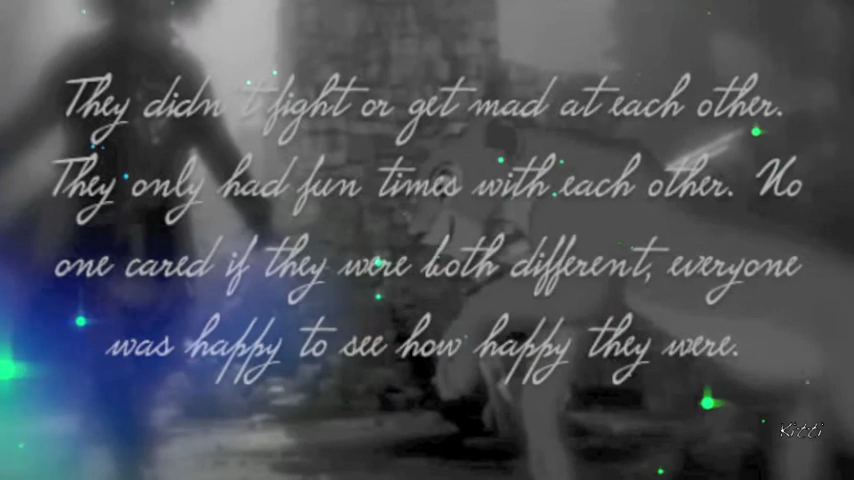 They didn't fight or get mad at each other.
They only had fun times with each other. No
one cared if they were both different, everyone
was happy to see how happy they were.
Kitti